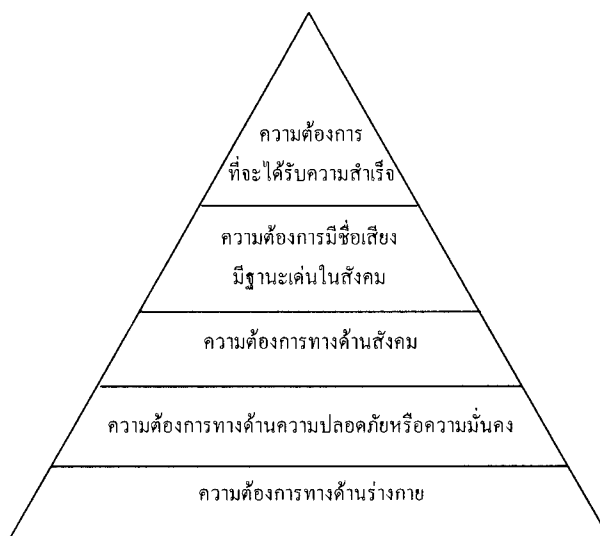 ความต้องการ
ที่จะได้รับความสำเร็จ
ความต้องการมีชื่อเสียง
มีฐานะเด่นในสังคม
ความต้องการทางด้านสังคม
ความต้องการทางด้านความปลอดภัยหรือความมั่นคง
ความต้องการทางด้านร่างกาย